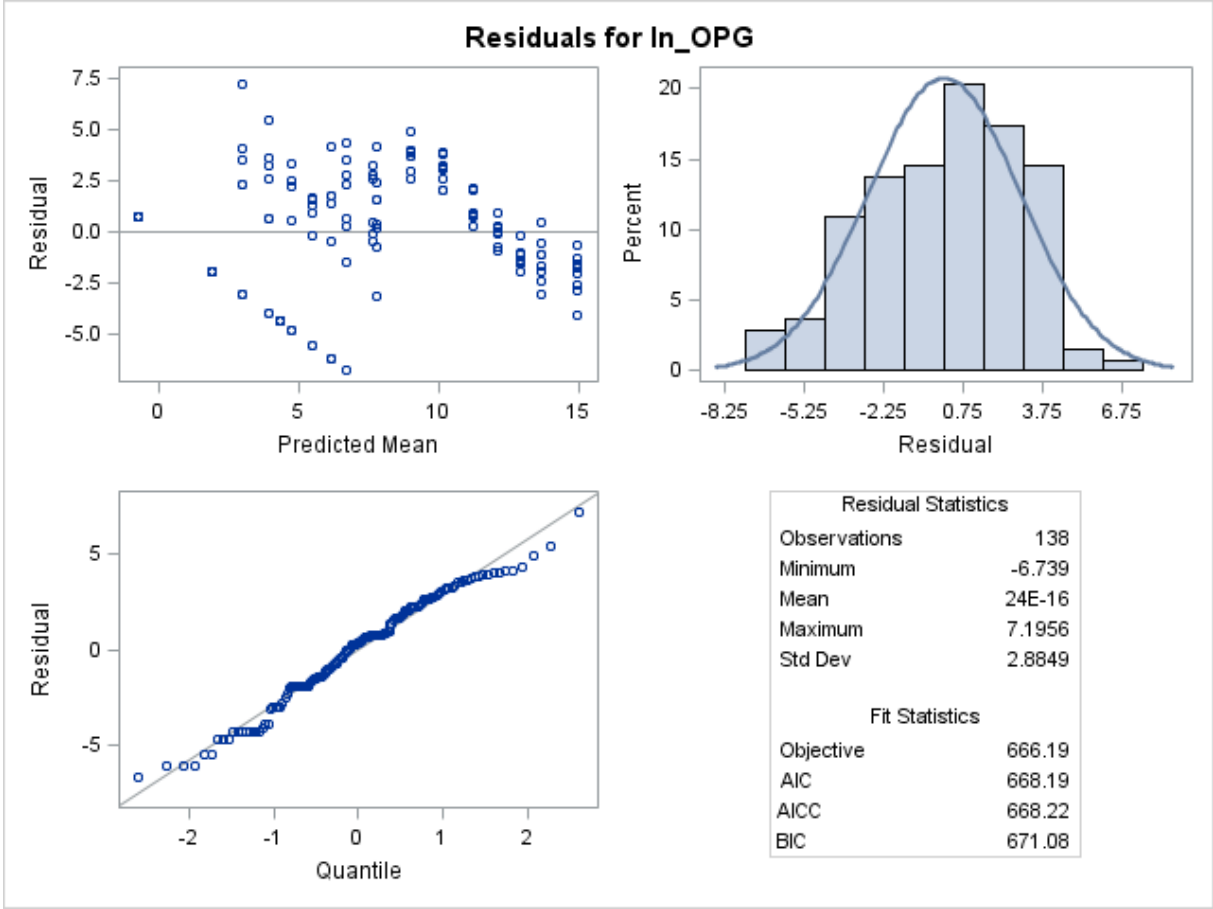 Residuals for ln_OPG
7.5
5.0
2.5
0.0
-2.5
-5.0
Residual
0 5 10 15
Predicted Mean
20
15
10
5
0
Percent
-8.25 -5.25 -2.25 0.75 3.75 6.75
Residual
5
0
-5
Residual
-2 -1 0 1 2
Quantile
Residual Statistics
Observations 138
Minimum -6.739
Mean 24E-16
Maximum 7.1956
Std Dev 2.8849
Fit Statistics
Objective 666.19
AIC 668.19
AICC 668.22
BIC 671.08